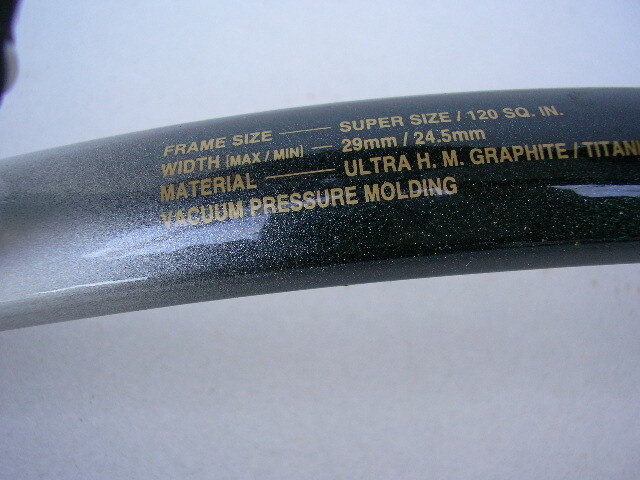 FRAME SIZE — SUPER SIZE / 120 SQ. IN.
WIDTH (MAX / MIN) — 29mm / 24.5mm
MATERIAL — ULTRA H. M. GRAPHITE / TITANI
VACUUM PRESSURE MOLDING